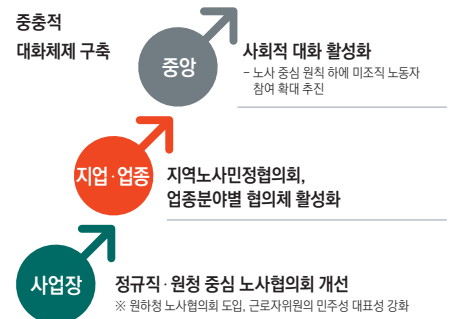 중층적
대화체제 구축
중앙
사회적 대화 활성화
- 노사 중심 원칙 하에 미조직 노동자
참여 확대 추진
지업·업종
지역노사민정협의회,
업종분야별 협의체 활성화
사업장
정규직·원청 중심 노사협의회 개선
※ 원하청 노사협의회 도입, 근로자위원의 민주성 대표성 강화